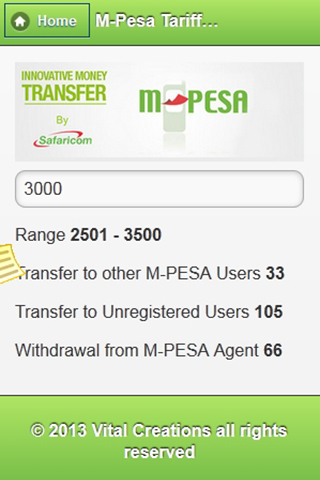 Home
M-Pesa Tariff...
INNOVATIVE MONEY
TRANSFER
By
Safaricom
M PESA
3000
Range 2501 - 3500
Transfer to other M-PESA Users 33
Transfer to Unregistered Users 105
Withdrawal from M-PESA Agent 66
© 2013 Vital Creations all rights
reserved